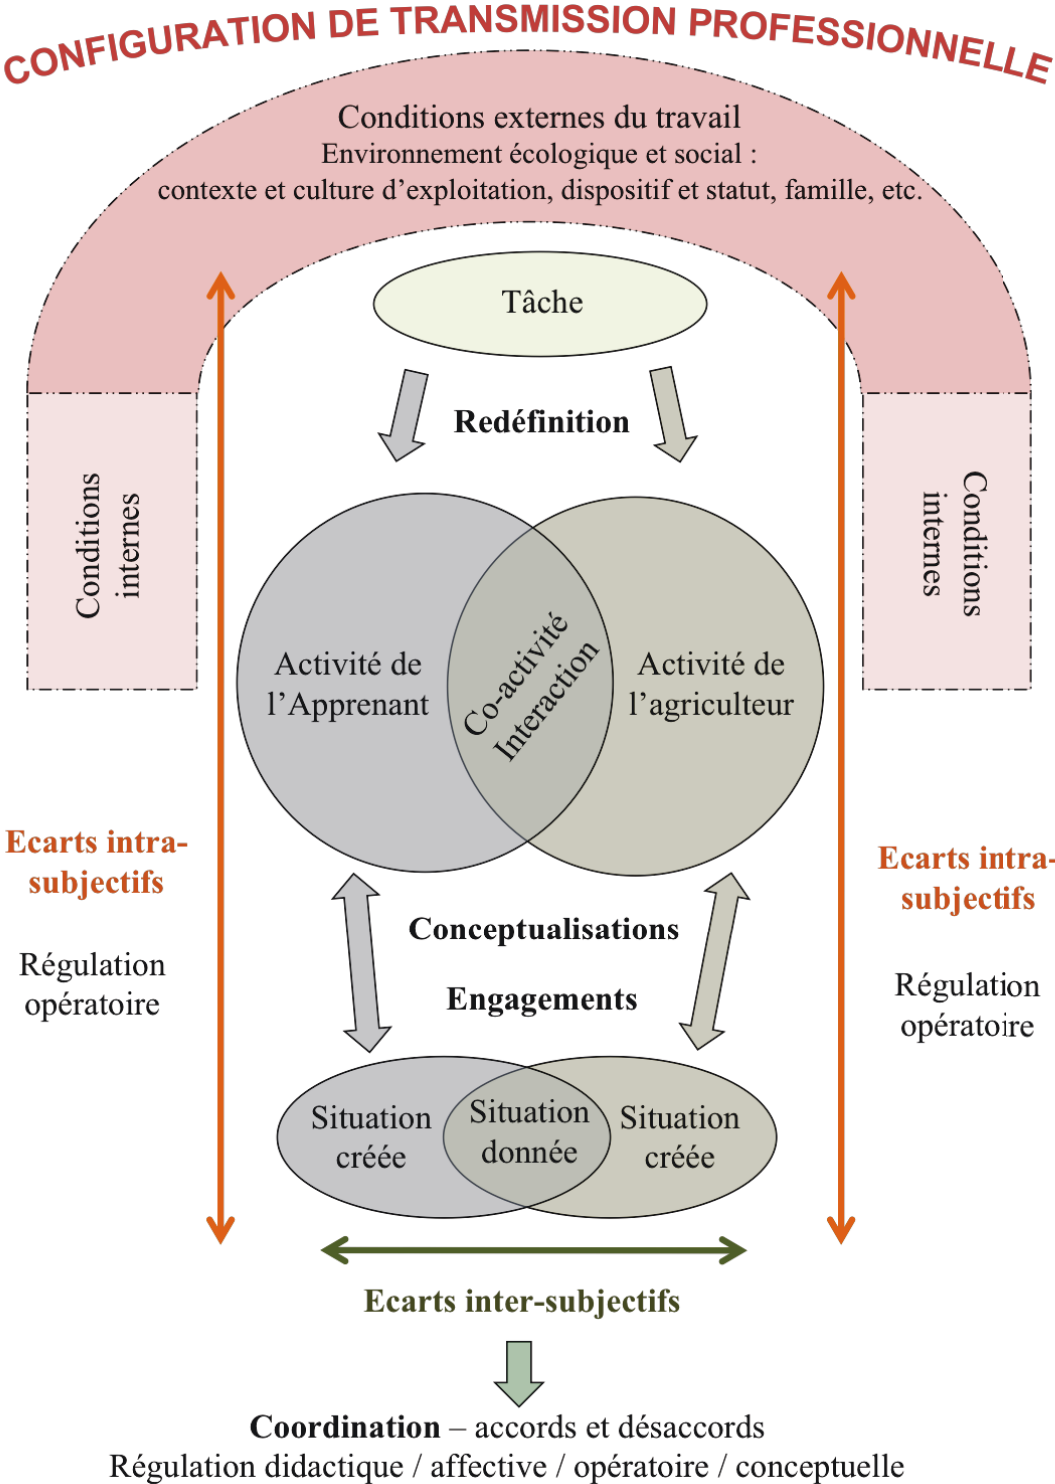 CONFIGURATION DE TRANSMISSION PROFESSIONNELLE
Conditions externes du travail
Environnement écologique et social :
contexte et culture d’exploitation, dispositif et statut, famille, etc.
Tâche
Redéfinition
Conditions
internes
Conditions
internes
Activité de
l’Apprenant
Co-activité
Interaction
Activité de
l’agriculteur
Ecarts intra-
subjectifs
Régulation
opératoire
Ecarts intra-
subjectifs
Régulation
opératoire
Conceptualisations
Engagements
Situation
créée
Situation
donnée
Situation
créée
Ecarts inter-subjectifs
Coordination – accords et désaccords
Régulation didactique / affective / opératoire / conceptuelle